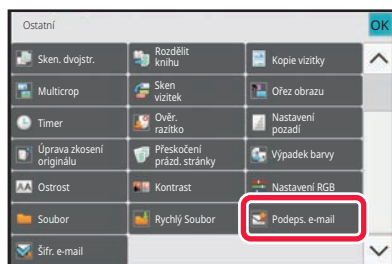 Ostatní
OK
Sken. dvojstr.
Rozdělit
knihu
Kopie vizitky
Multicrop
Sken
vizitek
Ořez obrazu
Timer
Ověr.
razítko
Nastavení
pozadí
Úprava zkosení
originálu
Přeskočení
prázd. stránky
Výpadek barvy
AA Ostrost
Kontrast
Nastavení RGB
Soubor
Rychlý Soubor
Podeps. e-mail
Šifr. e-mail